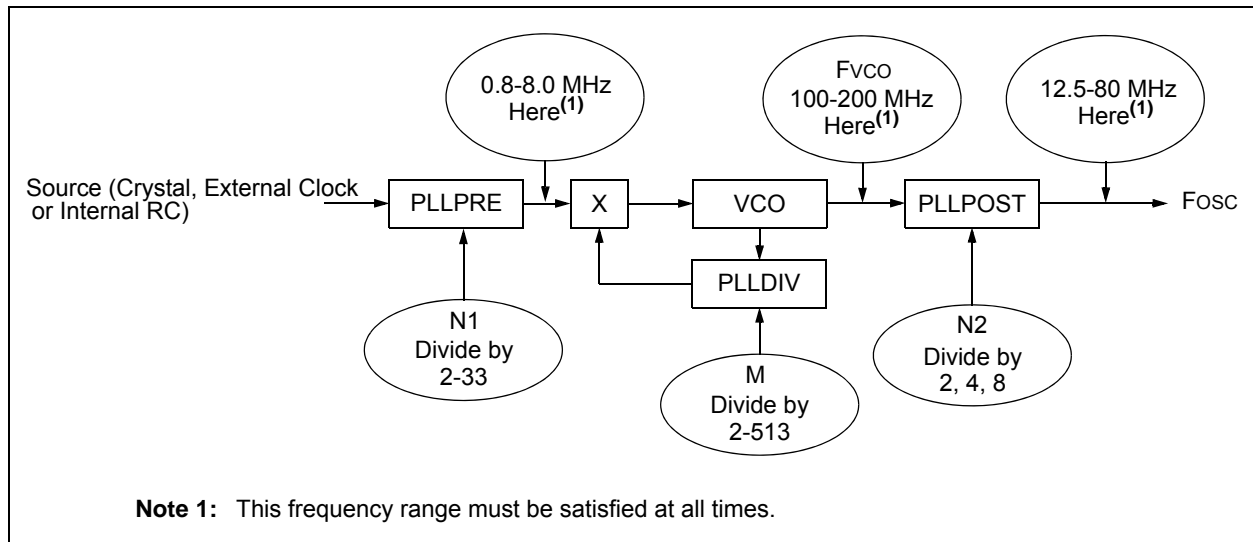 0.8-8.0 MHz
Here(1)
FVCO
100-200 MHz
Here(1)
12.5-80 MHz
Here(1)
Source (Crystal, External Clock
or Internal RC)
PLLPRE
X
VCO
PLLPOST
FOSC
PLLDIV
N1
Divide by
2-33
M
Divide by
2-513
N2
Divide by
2, 4, 8
Note 1: This frequency range must be satisfied at all times.